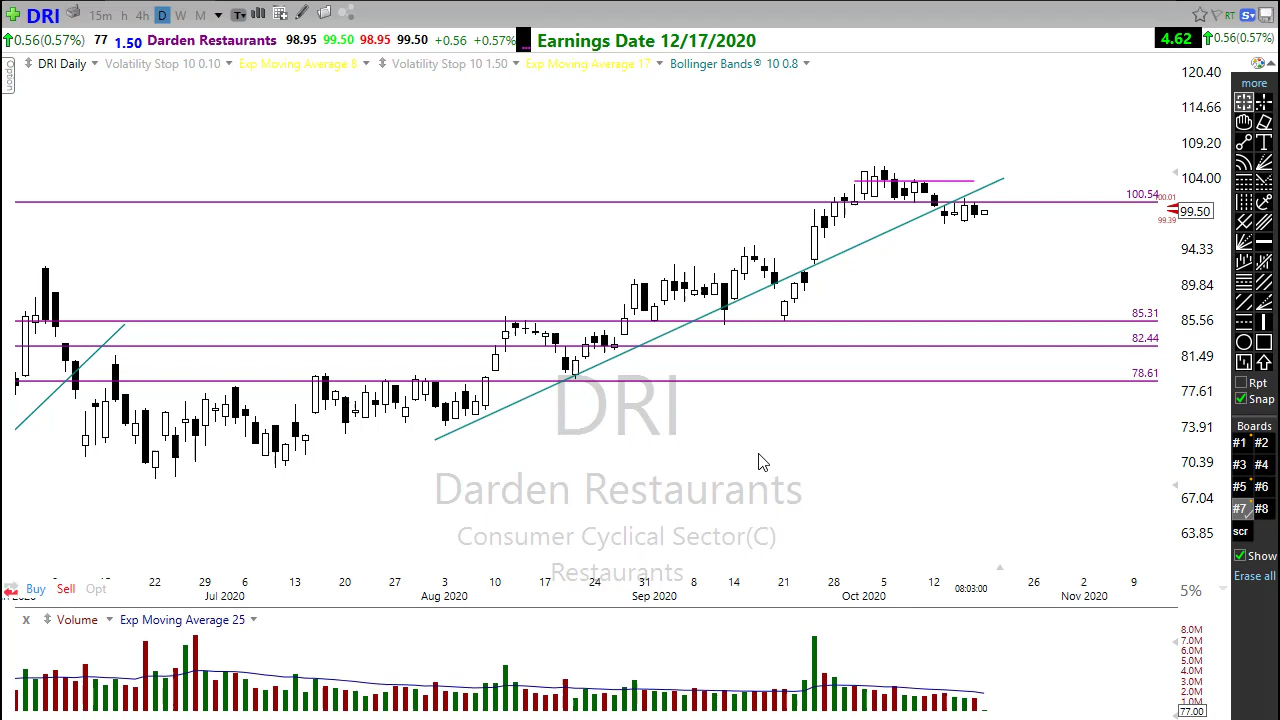 DRI 15m h 4h D W M T
RT S
0.56(0.57%) 77 1.50 Darden Restaurants 98.95 99.50 98.95 99.50 +0.56 +0.57% Earnings Date 12/17/2020 4.62 0.56(0.57%)
Option
DRI Daily Volatility Stop 10 0.10 Exp Moving Average 8 Volatility Stop 10 1.50 Exp Moving Average 17 Bollinger Bands® 10 0.8
120.40
114.66
109.20
104.00
100.54
100.01
99.50
99.39
94.33
89.84
85.31
85.56
82.44
81.49
78.61
77.61
73.91
70.39
67.04
63.85
DRI
Darden Restaurants
Consumer Cyclical Sector(C)
Restaurants
more
T
Rpt
Snap
Boards
#1 #2
#3 #4
#5 #6
#7 #8
scr
Show
Erase all
22 29 6 13 20 27 3 10 17 24 31 8 14 21 28 5 12 26 2 9
Buy Sell Opt
2020 Jul 2020 Aug 2020 Sep 2020 Oct 2020 08:03:00 Nov 2020
5%
x Volume Exp Moving Average 25
8.0M
7.0M
6.0M
5.0M
4.0M
3.0M
2.0M
1.0M
77.00